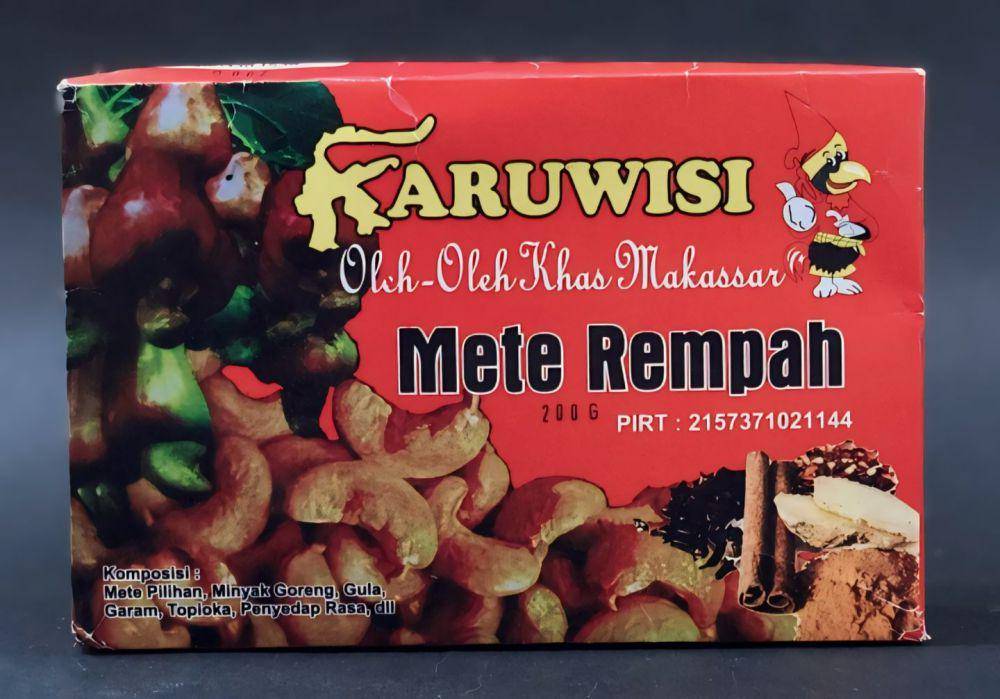 KARUWISI
Oleh-Oleh Khas Makassar
Mete Rempah
200 G
PIRT : 2157371021144
Komposisi :
Mete Pilihan, Minyak Goreng, Gula,
Garam, Topioka, Penyedap Rasa, dll